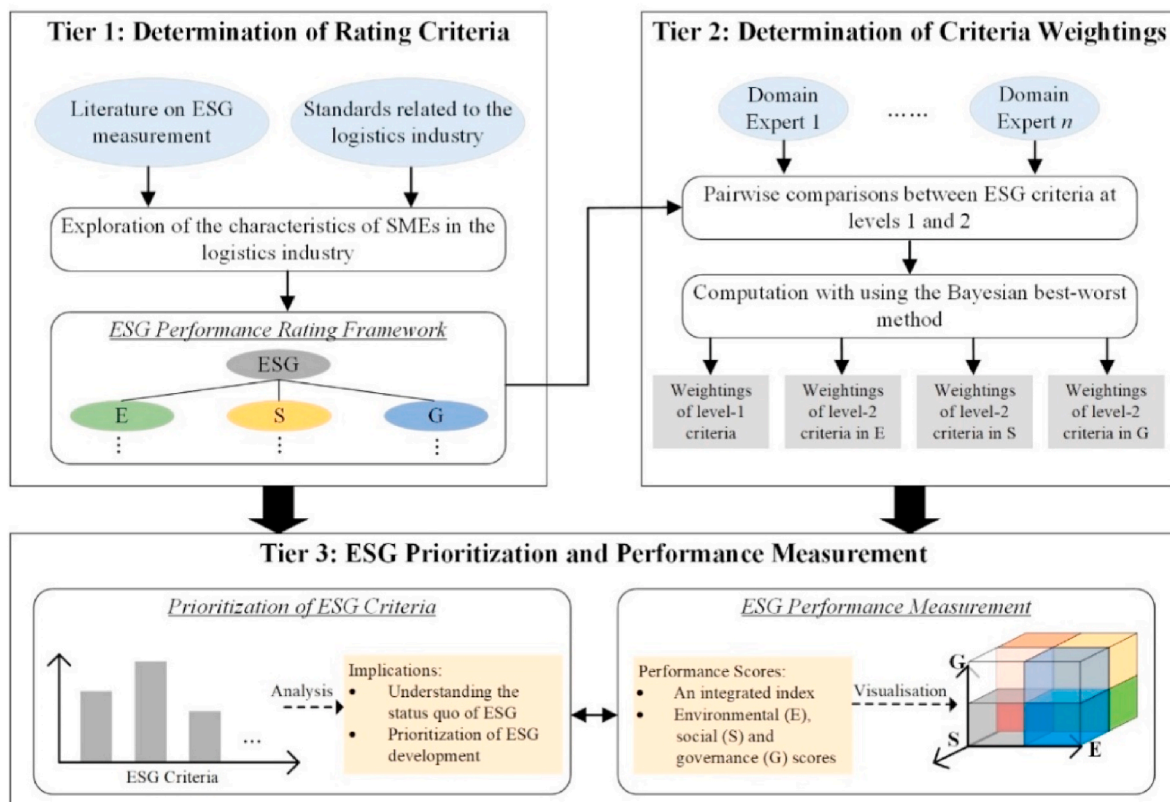 Tier 1: Determination of Rating Criteria
Literature on ESG
measurement
Standards related to the
logistics industry
Exploration of the characteristics of SMEs in the
logistics industry
ESG Performance Rating Framework
ESG
E
S
G
⋮
⋮
⋮
Tier 2: Determination of Criteria Weightings
Domain
Expert 1
……
Domain
Expert n
Pairwise comparisons between ESG criteria at
levels 1 and 2
Computation with using the Bayesian best-worst
method
Weightings
of level-1
criteria
Weightings
of level-2
criteria in E
Weightings
of level-2
criteria in S
Weightings
of level-2
criteria in G
Tier 3: ESG Prioritization and Performance Measurement
Prioritization of ESG Criteria
...
ESG Criteria
Analysis
Implications:
• Understanding the
status quo of ESG
• Prioritization of ESG
development
ESG Performance Measurement
Performance Scores:
• An integrated index
• Environmental (E),
social (S) and
governance (G) scores
Visualisation
G
S
E